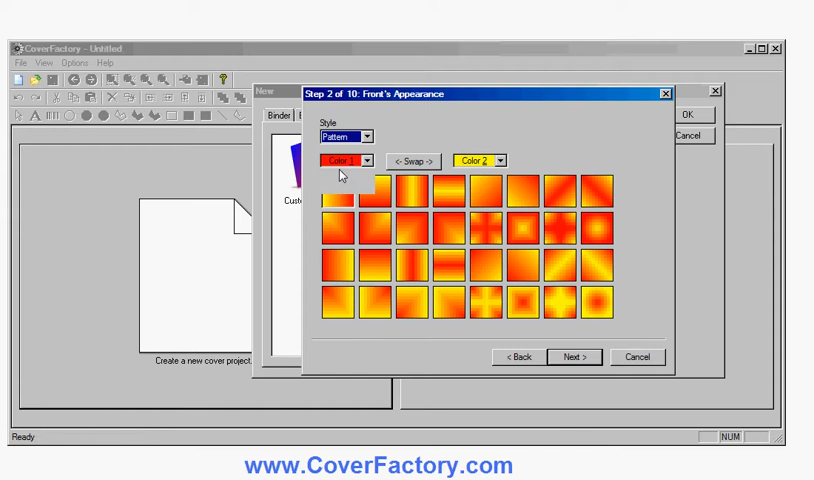 CoverFactory - Untitled
File View Options Help
New
Binder
OK
Cancel
Step 2 of 10: Front's Appearance
Style
Pattern
Color 1
<- Swap ->
Color 2
< Back
Next >
Cancel
Create a new cover project.
Ready
NUM
www.CoverFactory.com